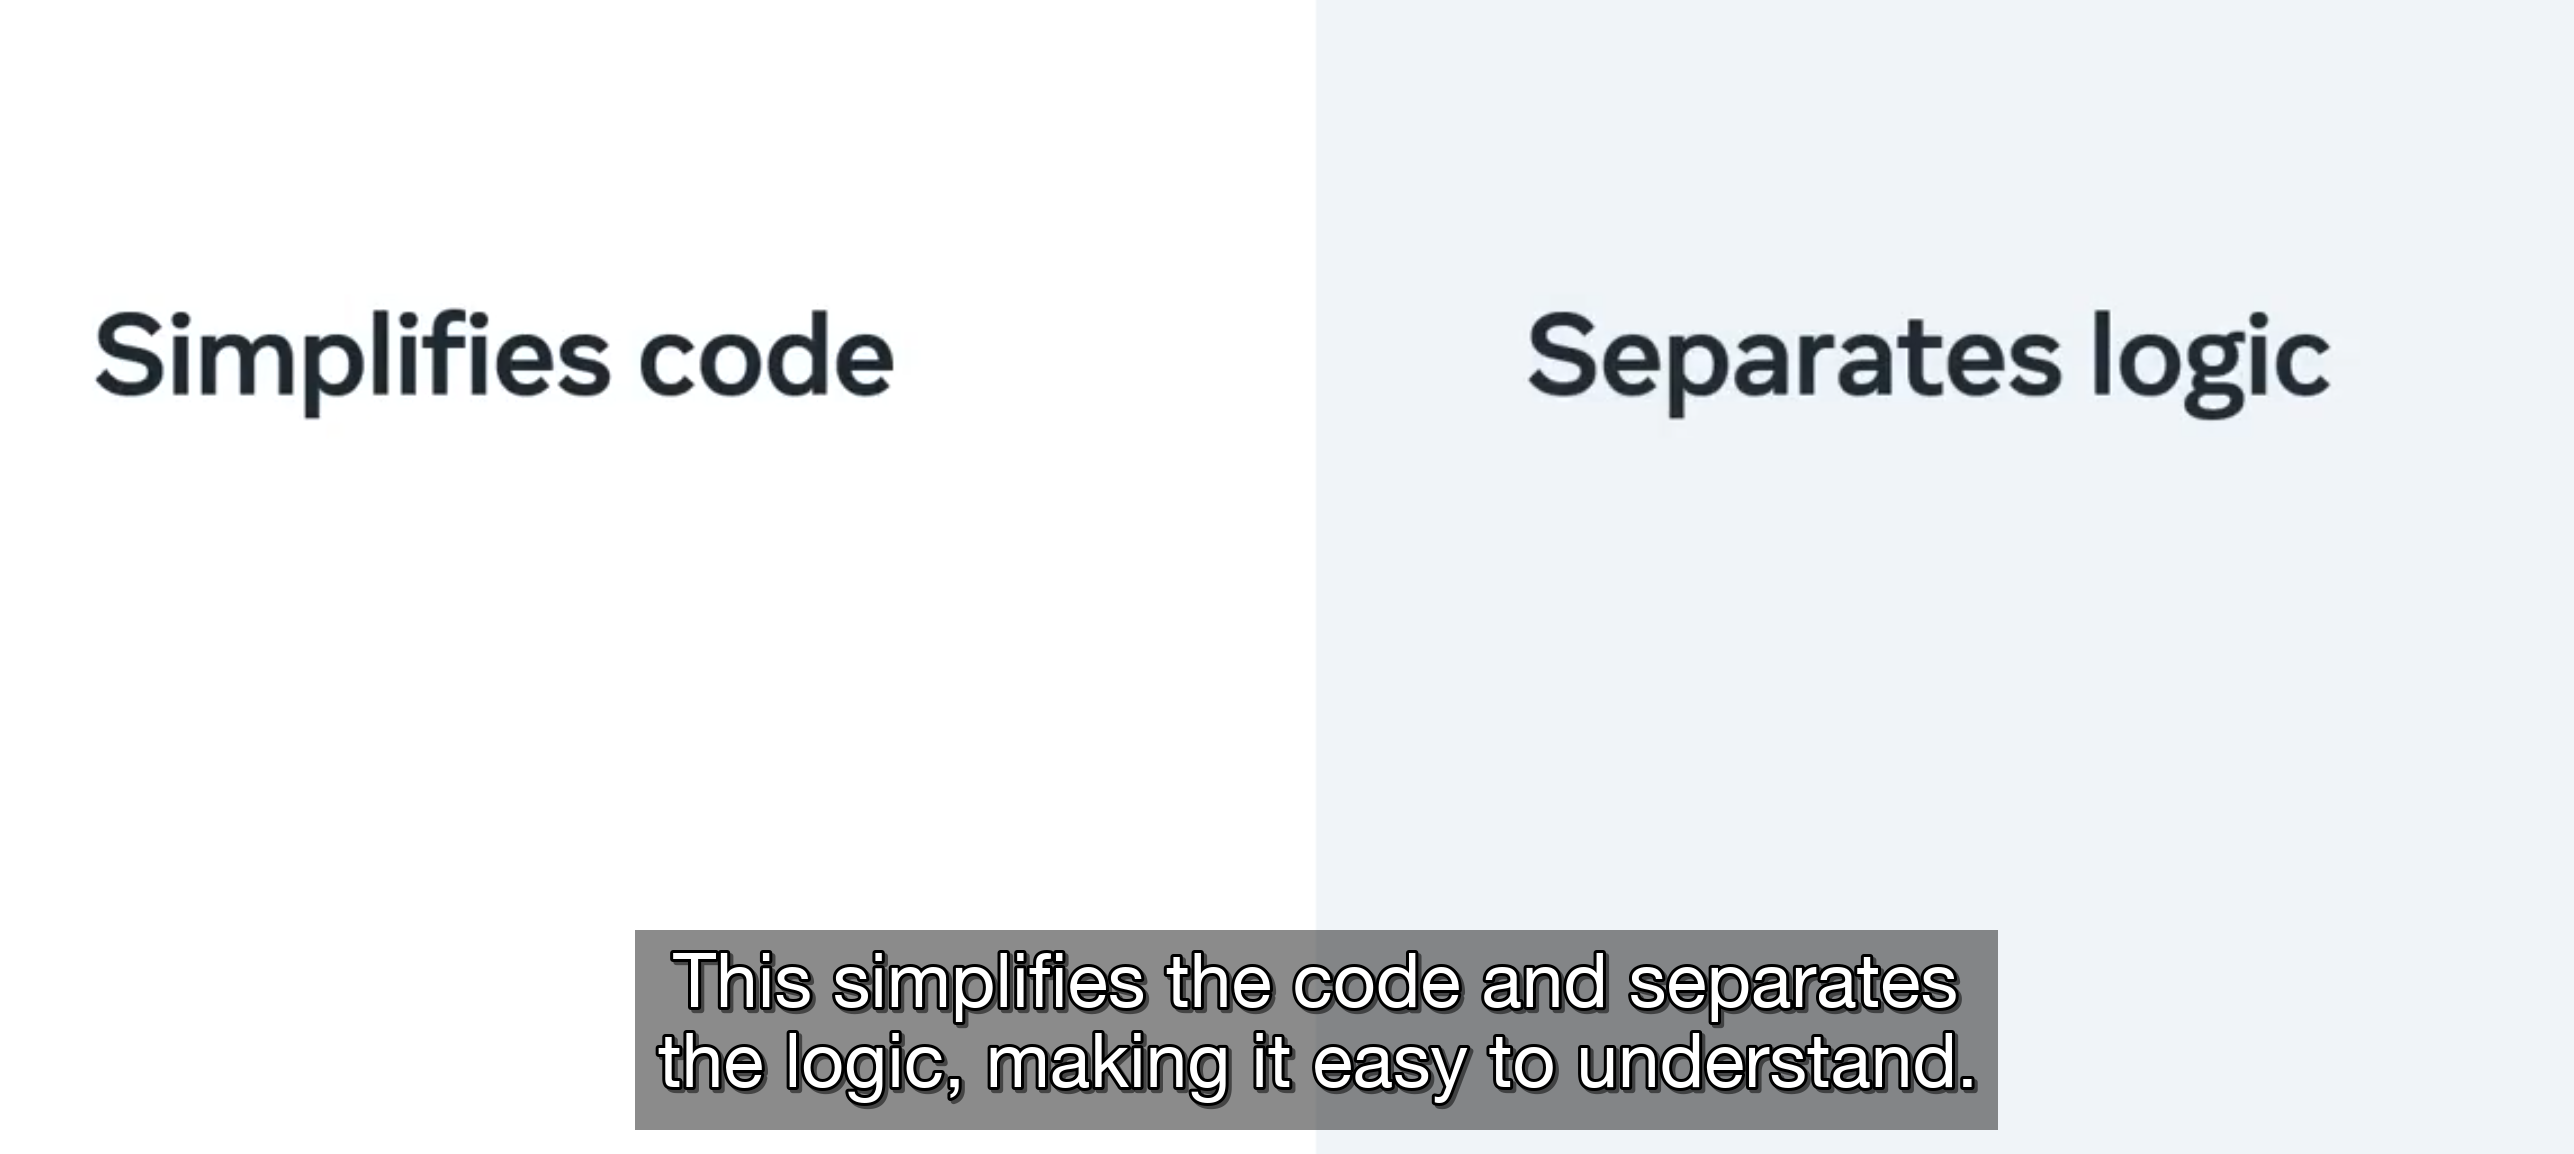 Simplifies code
Separates logic
This simplifies the code and separates
the logic, making it easy to understand.